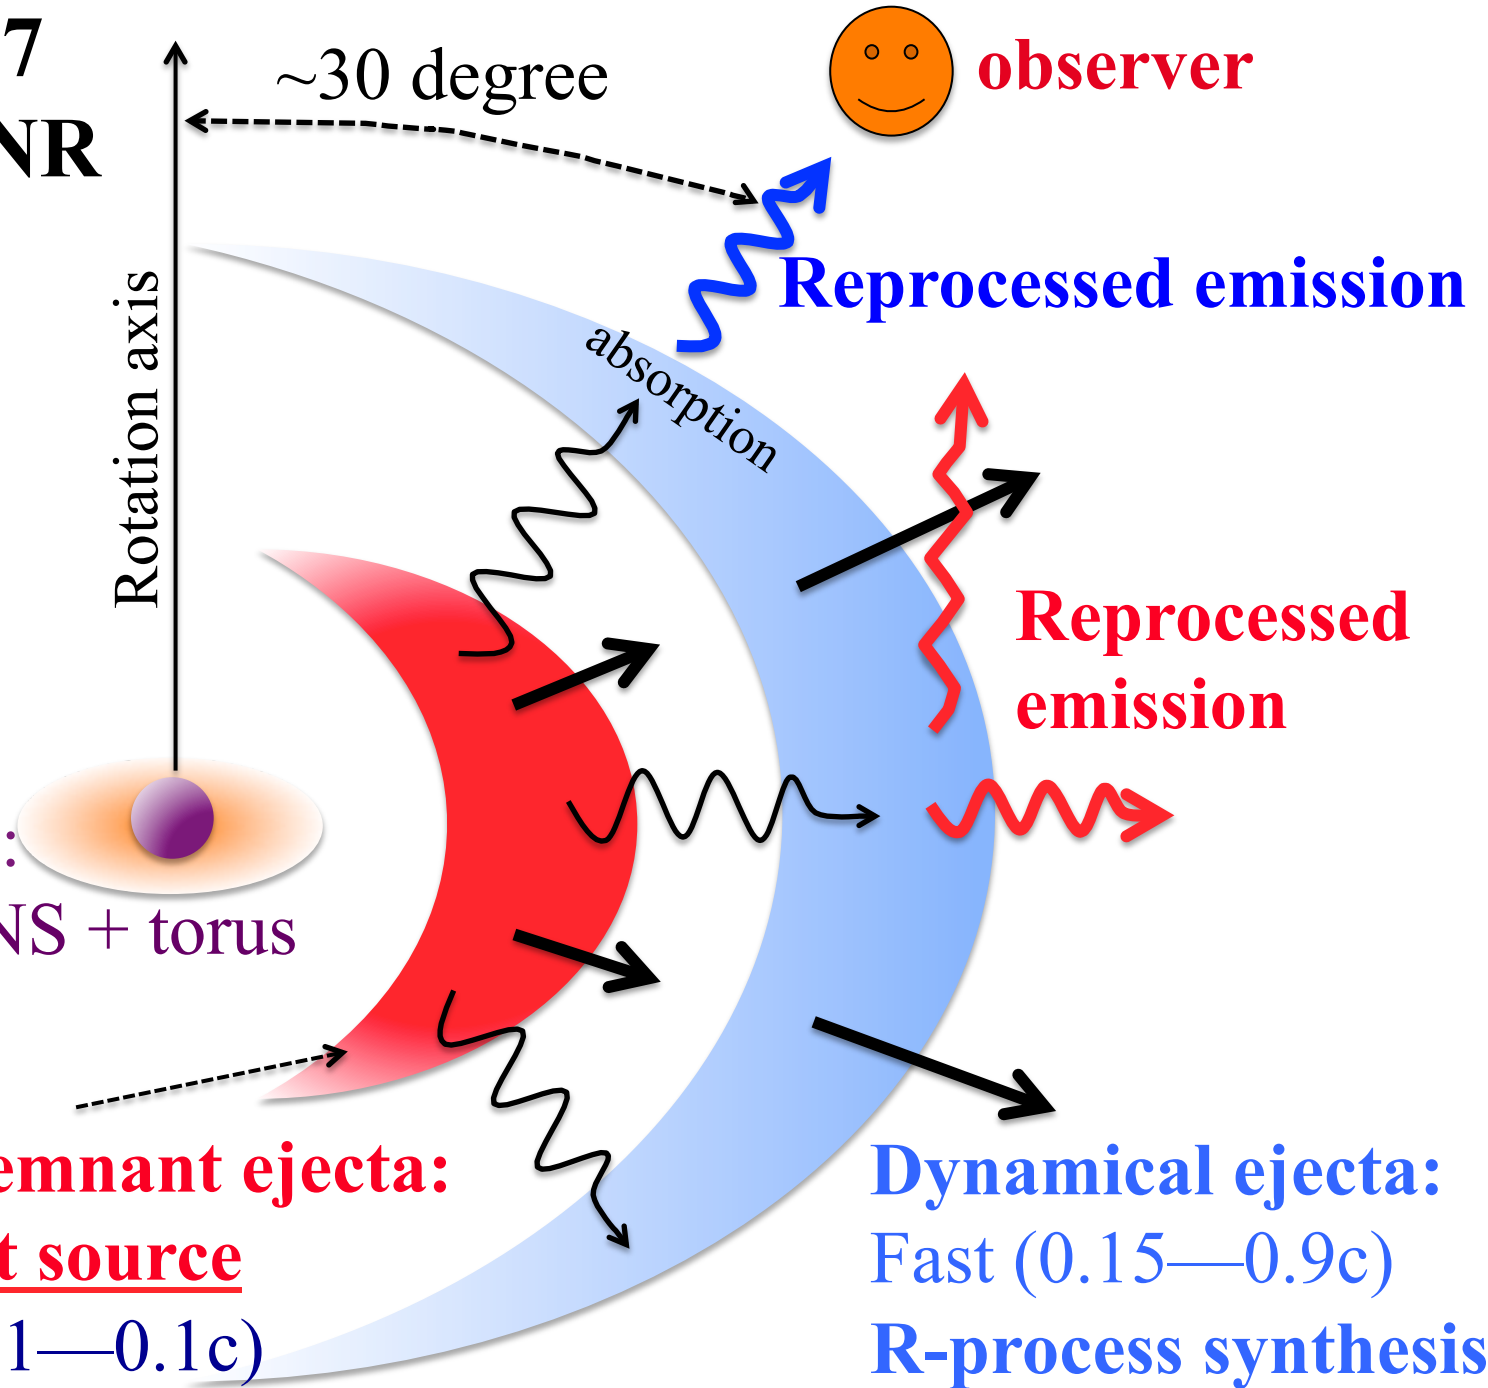 7
NR
~30 degree
observer
Reprocessed emission
absorption
Rotation axis
Reprocessed
emission
:
NS + torus
emnant ejecta:
t source
1—0.1c)
Dynamical ejecta:
Fast (0.15—0.9c)
R-process synthesis